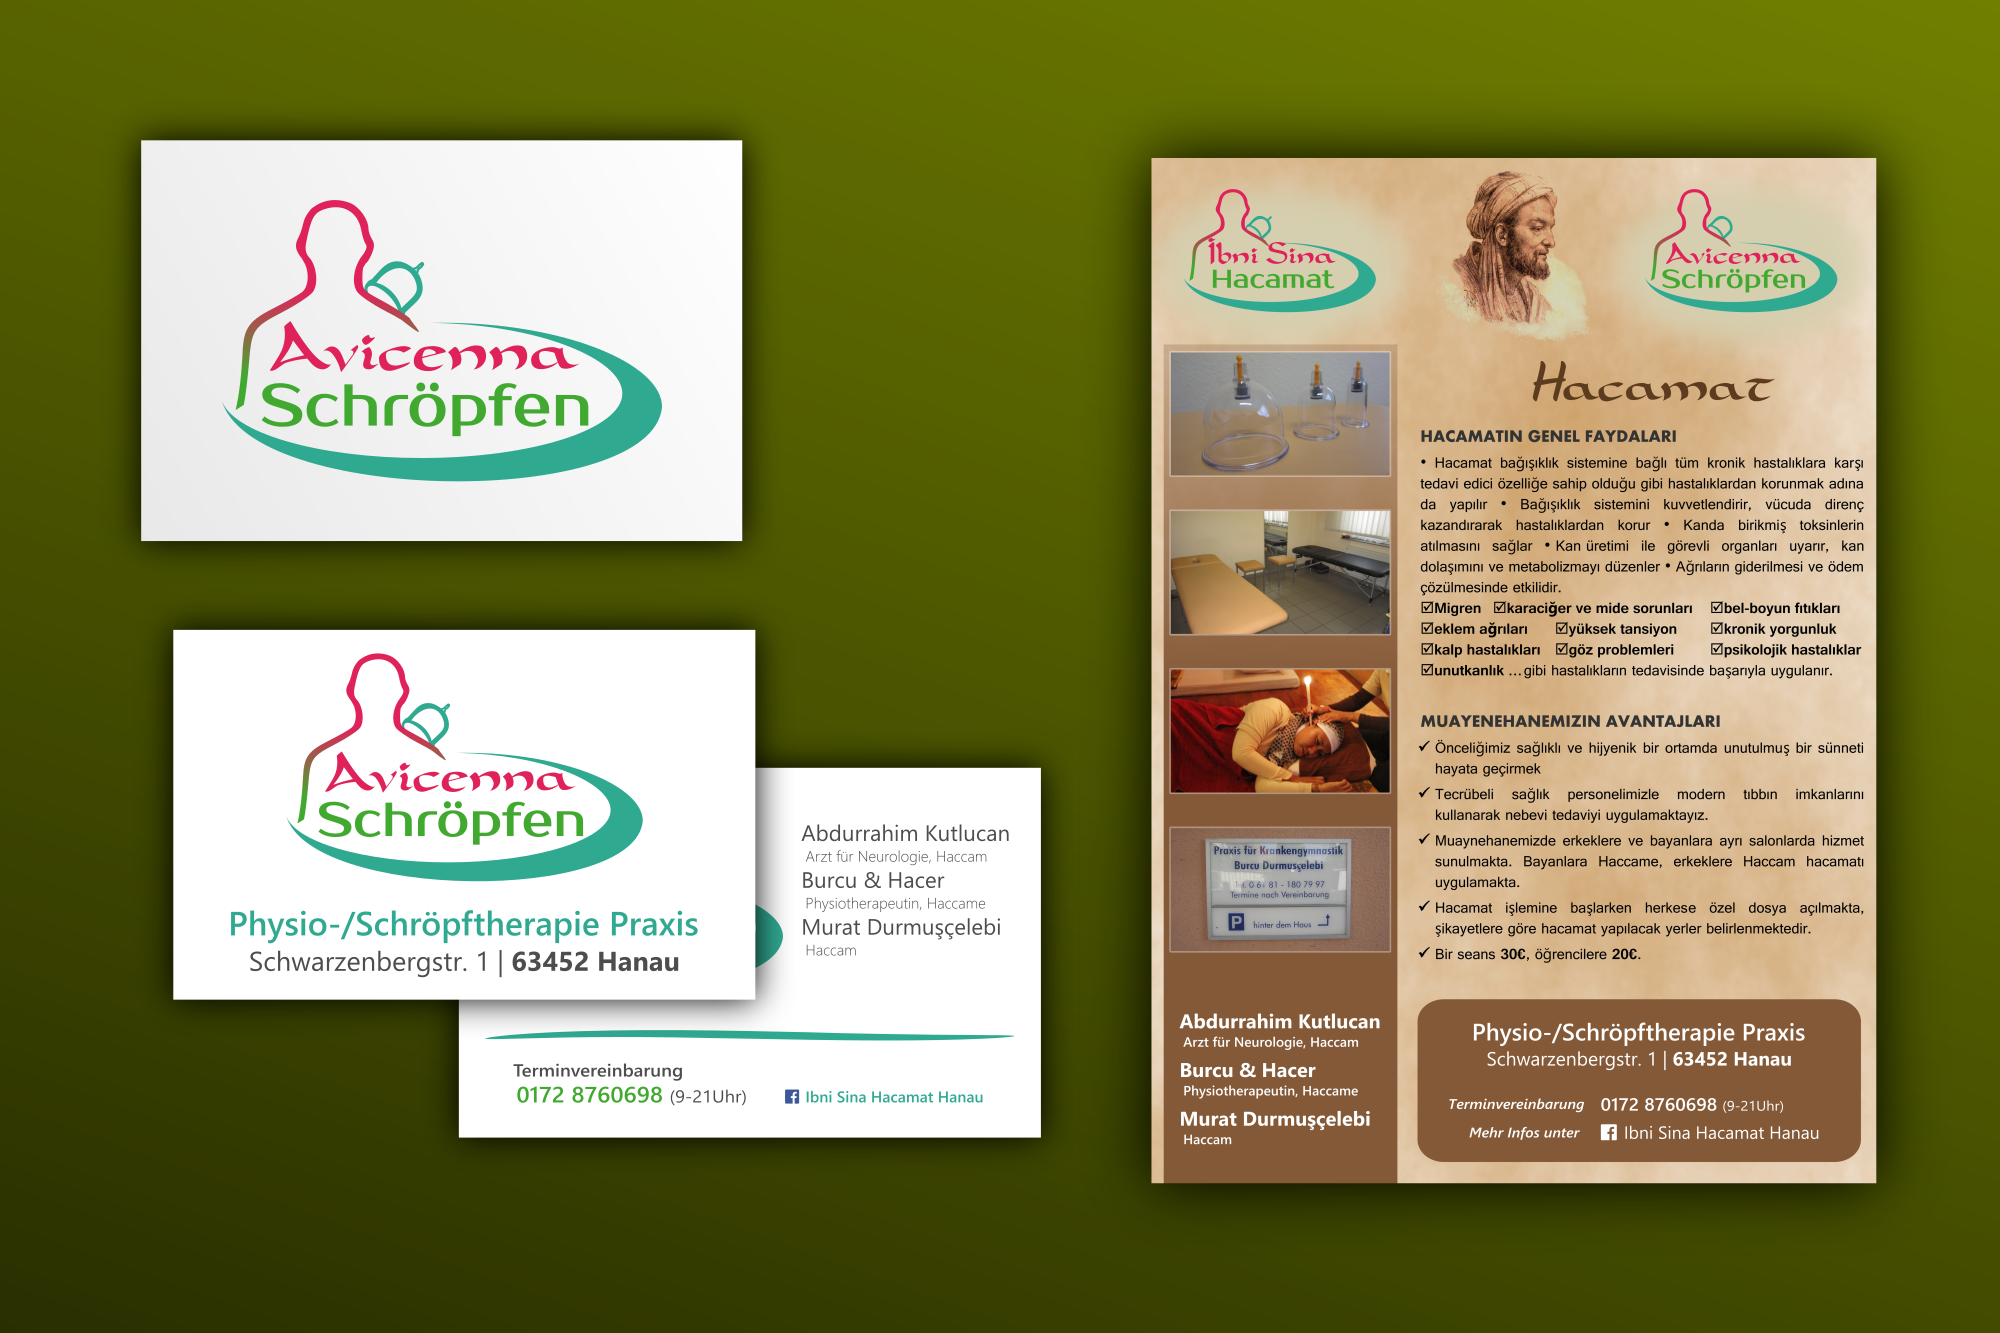 Avicenna
Schröpfen
Avicenna
Schröpfen
Physio-/Schröpftherapie Praxis
Schwarzenbergstr. 1 | 63452 Hanau
Abdurrahim Kutlucan
Arzt für Neurologie, Haccam
Burcu & Hacer
Physiotherapeutin, Haccame
Murat Durmuşçelebi
Haccam
Terminvereinbarung
0172 8760698 (9-21Uhr)
Ibni Sina Hacamat Hanau
İbni Sina
Hacamat
Avicenna
Schröpfen
Hacamat
HACAMATIN GENEL FAYDALARI
• Hacamat bağışıklık sistemine bağlı tüm kronik hastalıklara karşı
tedavi edici özelliğe sahip olduğu gibi hastalıklardan korunmak adına
da yapılır • Bağışıklık sistemini kuvvetlendirir, vücuda direnç
kazandırarak hastalıklardan korur • Kanda birikmiş toksinlerin
atılmasını sağlar • Kan üretimi ile görevli organları uyarır, kan
dolaşımını ve metabolizmayı düzenler • Ağrıların giderilmesi ve ödem
çözülmesinde etkilidir.
☑Migren ☑karaciğer ve mide sorunları ☑bel-boyun fıtıkları
☑eklem ağrıları ☑yüksek tansiyon ☑kronik yorgunluk
☑kalp hastalıkları ☑göz problemleri ☑psikolojik hastalıklar
☑unutkanlık ...gibi hastalıkların tedavisinde başarıyla uygulanır.
MUAYENEHANEMIZIN AVANTAJLARI
✓ Önceliğimiz sağlıklı ve hijyenik bir ortamda unutulmuş bir sünneti
hayata geçirmek
✓ Tecrübeli sağlık personelimizle modern tıbbın imkanlarını
kullanarak nebevi tedaviyi uygulamaktayız.
✓ Muaynehanemizde erkeklere ve bayanlara ayrı salonlarda hizmet
sunulmakta. Bayanlara Haccame, erkeklere Haccam hacamatı
uygulamakta.
✓ Hacamat işlemine başlarken herkese özel dosya açılmakta,
şikayetlere göre hacamat yapılacak yerler belirlenmektedir.
✓ Bir seans 30€, öğrencilere 20€.
Praxis für Krankengymnastik
Burcu Durmuşçelebi
Tel. 0 61 81 - 180 79 97
Termine nach Vereinbarung
P hinter dem Haus
Abdurrahim Kutlucan
Arzt für Neurologie, Haccam
Burcu & Hacer
Physiotherapeutin, Haccame
Murat Durmuşçelebi
Haccam
Physio-/Schröpftherapie Praxis
Schwarzenbergstr. 1 | 63452 Hanau
Terminvereinbarung 0172 8760698 (9-21Uhr)
Mehr Infos unter Ibni Sina Hacamat Hanau